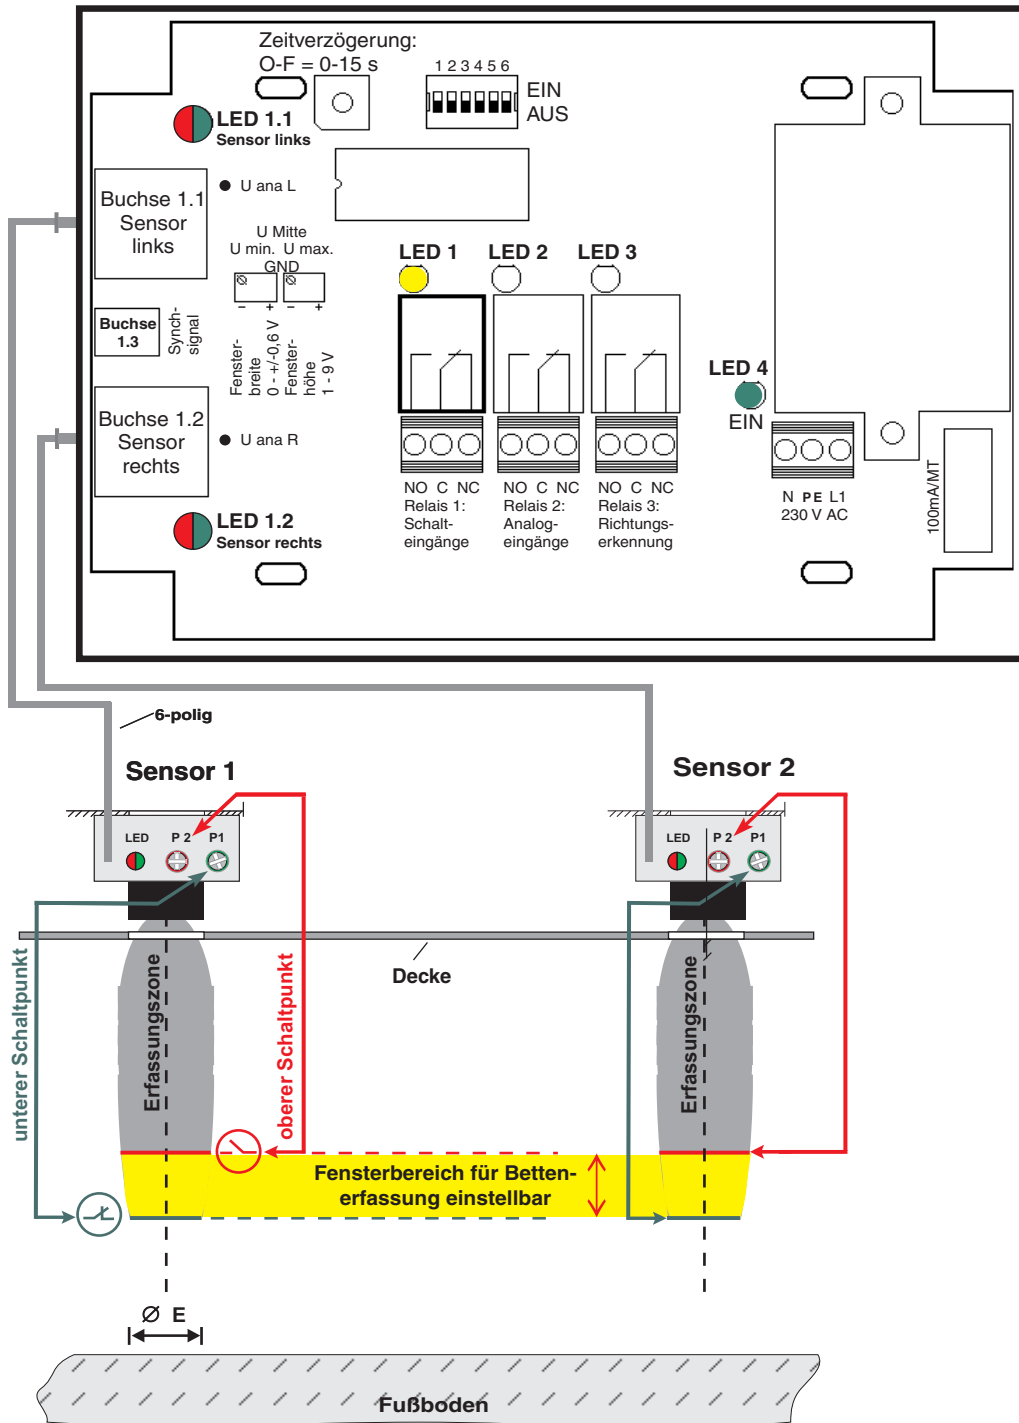 Zeitverzögerung:
O-F = 0-15 s
1 2 3 4 5 6
EIN
AUS
LED 1.1
Sensor links
Buchse 1.1
Sensor
links
U ana L
U Mitte
U min. U max.
GND
– + – +
Fenster-
breite
0 - +/-0,6 V
Fenster-
höhe
1 - 9 V
Buchse
1.3
Synch-
signal
Buchse 1.2
Sensor
rechts
U ana R
LED 1.2
Sensor rechts
LED 1
LED 2
LED 3
NO C NC
Relais 1:
Schalt-
eingänge
NO C NC
Relais 2:
Analog-
eingänge
NO C NC
Relais 3:
Richtungs-
erkennung
LED 4
EIN
N PE L1
230 V AC
100mA/MT
6-polig
Sensor 1
Sensor 2
LED P 2 P1
LED P 2 P1
Decke
unterer Schaltpunkt
Erfassungszone
oberer Schaltpunkt
Erfassungszone
Fensterbereich für Betten-
erfassung einstellbar
Ø E
Fußboden